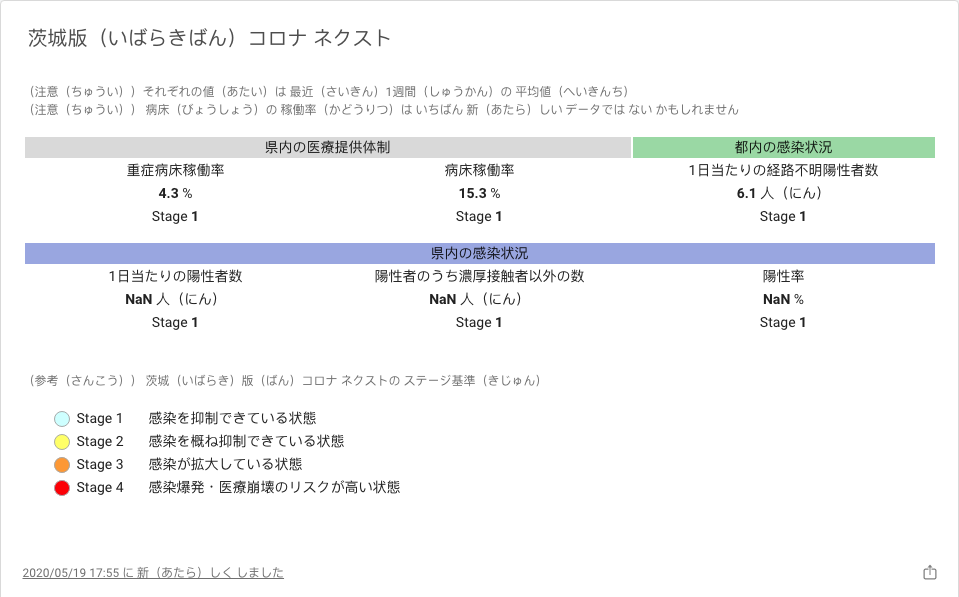 茨城版（いばらきばん）コロナ ネクスト
（注意（ちゅうい））それぞれの値（あたい）は 最近（さいきん）1週間（しゅうかん）の 平均値（へいきんち）
（注意（ちゅうい）） 病床（びょうしょう）の 稼働率（かどうりつ）は いちばん 新（あたら）しい データでは ない かもしれません
県内の医療提供体制 都内の感染状況
重症病床稼働率 病床稼働率 1日当たりの経路不明陽性者数
4.3 % 15.3 % 6.1 人（にん）
Stage 1 Stage 1 Stage 1
県内の感染状況
1日当たりの陽性者数 陽性者のうち濃厚接触者以外の数 陽性率
NaN 人（にん） NaN 人（にん） NaN %
Stage 1 Stage 1 Stage 1
（参考（さんこう）） 茨城（いばらき）版（ばん）コロナ ネクストの ステージ基準（きじゅん）
Stage 1 感染を抑制できている状態
Stage 2 感染を概ね抑制できている状態
Stage 3 感染が拡大している状態
Stage 4 感染爆発・医療崩壊のリスクが高い状態
2020/05/19 17:55 に 新（あたら）しく しました